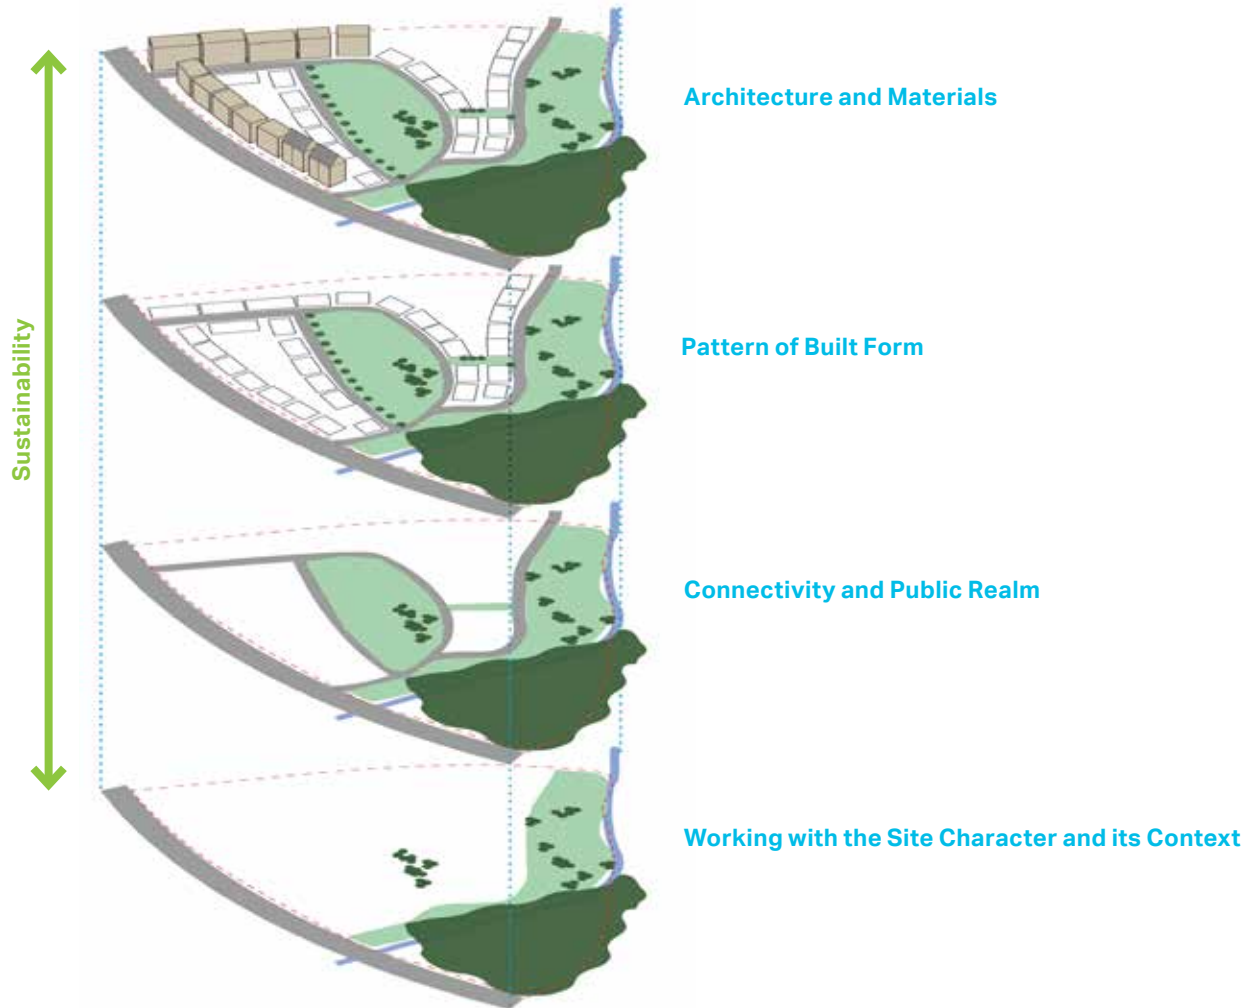 Architecture and Materials
Sustainability
Pattern of Built Form
Connectivity and Public Realm
Working with the Site Character and its Context